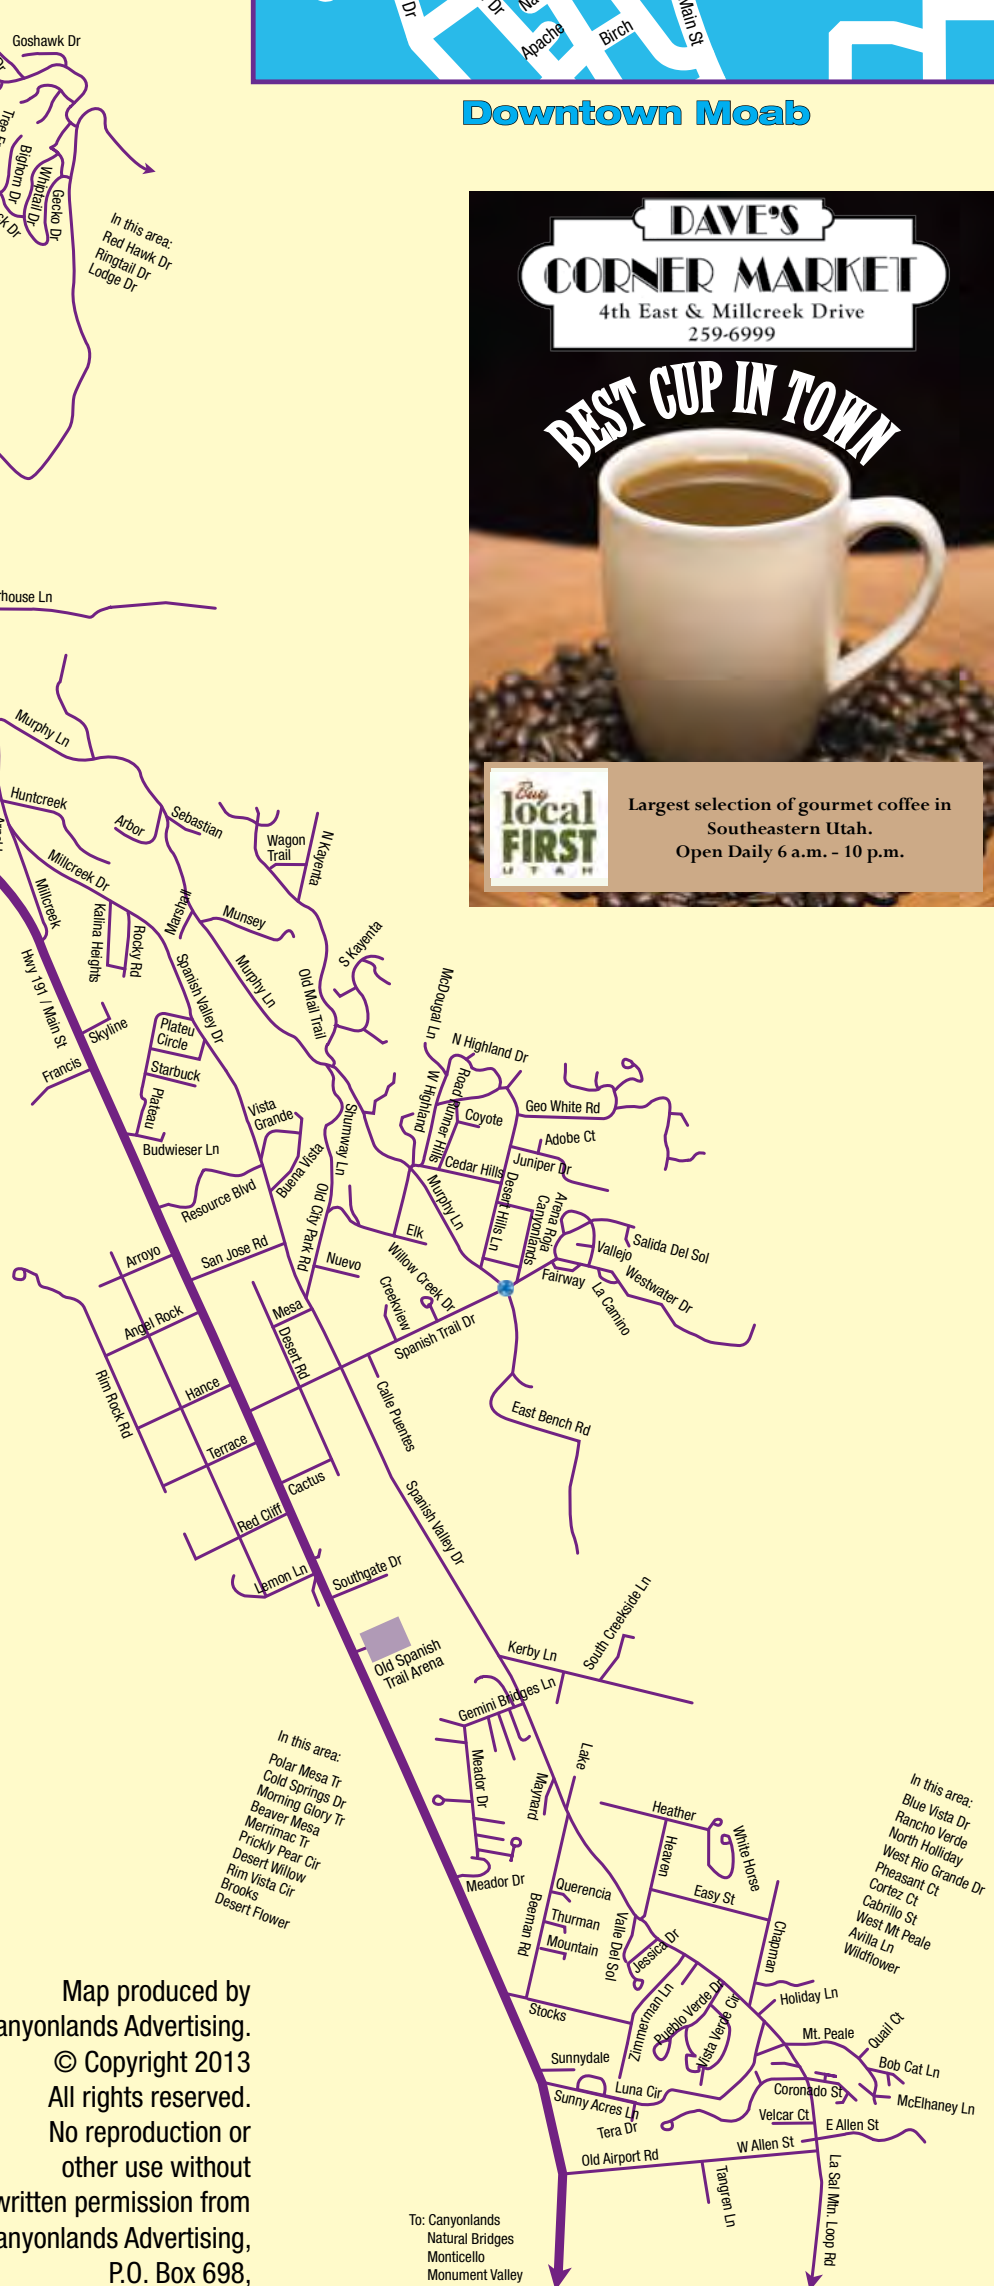 Dr
Dr
Na
Apache
Birch
Main St
Downtown Moab
Goshawk Dr
Dr
Tree F
Bighorn Dr
Whiptail Dr
Gecko Dr
ck Dr
In this area:
Red Hawk Dr
Ringtail Dr
Lodge Dr
DAVE'S
CORNER MARKET
4th East & Millcreek Drive
259-6999
BEST CUP IN TOWN
Buy
local
FIRST
UTAH
Largest selection of gourmet coffee in
Southeastern Utah.
Open Daily 6 a.m. - 10 p.m.
rhouse Ln
Murphy Ln
Huntcreek
Arbor
Sebastian
Wagon
Trail
N Kayenta
Millcreek Dr
Millcreek
Kalina Heights
Rocky Rd
Marshall
Munsey
Murphy Ln
Old Mail Trail
S Kayenta
Spanish Valley Dr
Hwy 191 / Main St
Skyline
Francis
Plateu
Circle
Starbuck
Plateau
Budwieser Ln
Vista
Grande
Buena Vista
Shumway Ln
Resource Blvd
McDougal Ln
N Highland Dr
W Highland
Road Runner Hills
Coyote
Geo White Rd
Adobe Ct
Cedar Hills
Juniper Dr
Murphy Ln
Desert Hills Ln
Canyonlands
Arena Roja
Salida Del Sol
Vallejo
Westwater Dr
Fairway
La Camino
Old City Park Rd
Elk
Willow Creek Dr
San Jose Rd
Nuevo
Creekview
Arroyo
Angel Rock
Mesa
Desert Rd
Spanish Trail Dr
Rim Rock Rd
Hance
Calle Puentes
East Bench Rd
Terrace
Cactus
Red Cliff
Spanish Valley Dr
Lemon Ln
Southgate Dr
Old Spanish
Trail Arena
Kerby Ln
South Creekside Ln
Gemini Bridges Ln
In this area:
Polar Mesa Tr
Cold Springs Dr
Morning Glory Tr
Beaver Mesa
Merrimac Tr
Prickly Pear Cir
Desert Willow
Rim Vista Cir
Brooks
Desert Flower
Meador Dr
Maynard
Lake
Heather
Heaven
White Horse
Meador Dr
Querencia
Easy St
Beeman Rd
Thurman
Mountain
Valle Del Sol
Jessica Dr
Chapman
In this area:
Blue Vista Dr
Rancho Verde
North Holliday
West Rio Grande Dr
Pheasant Ct
Cortez Ct
Cabrillo St
West Mt Peale
Avilla Ln
Wildflower
Stocks
Zimmerman Ln
Pueblo Verde Dr
Vista Verde Cir
Holiday Ln
Mt. Peale
Quail Ct
Bob Cat Ln
McElhaney Ln
Sunnydale
Luna Cir
Coronado St
Sunny Acres Ln
Tera Dr
Velcar Ct
E Allen St
W Allen St
Old Airport Rd
Tangren Ln
La Sal Mtn. Loop Rd
Map produced by
anyonlands Advertising.
© Copyright 2013
All rights reserved.
No reproduction or
other use without
written permission from
anyonlands Advertising,
P.O. Box 698,
To: Canyonlands
Natural Bridges
Monticello
Monument Valley